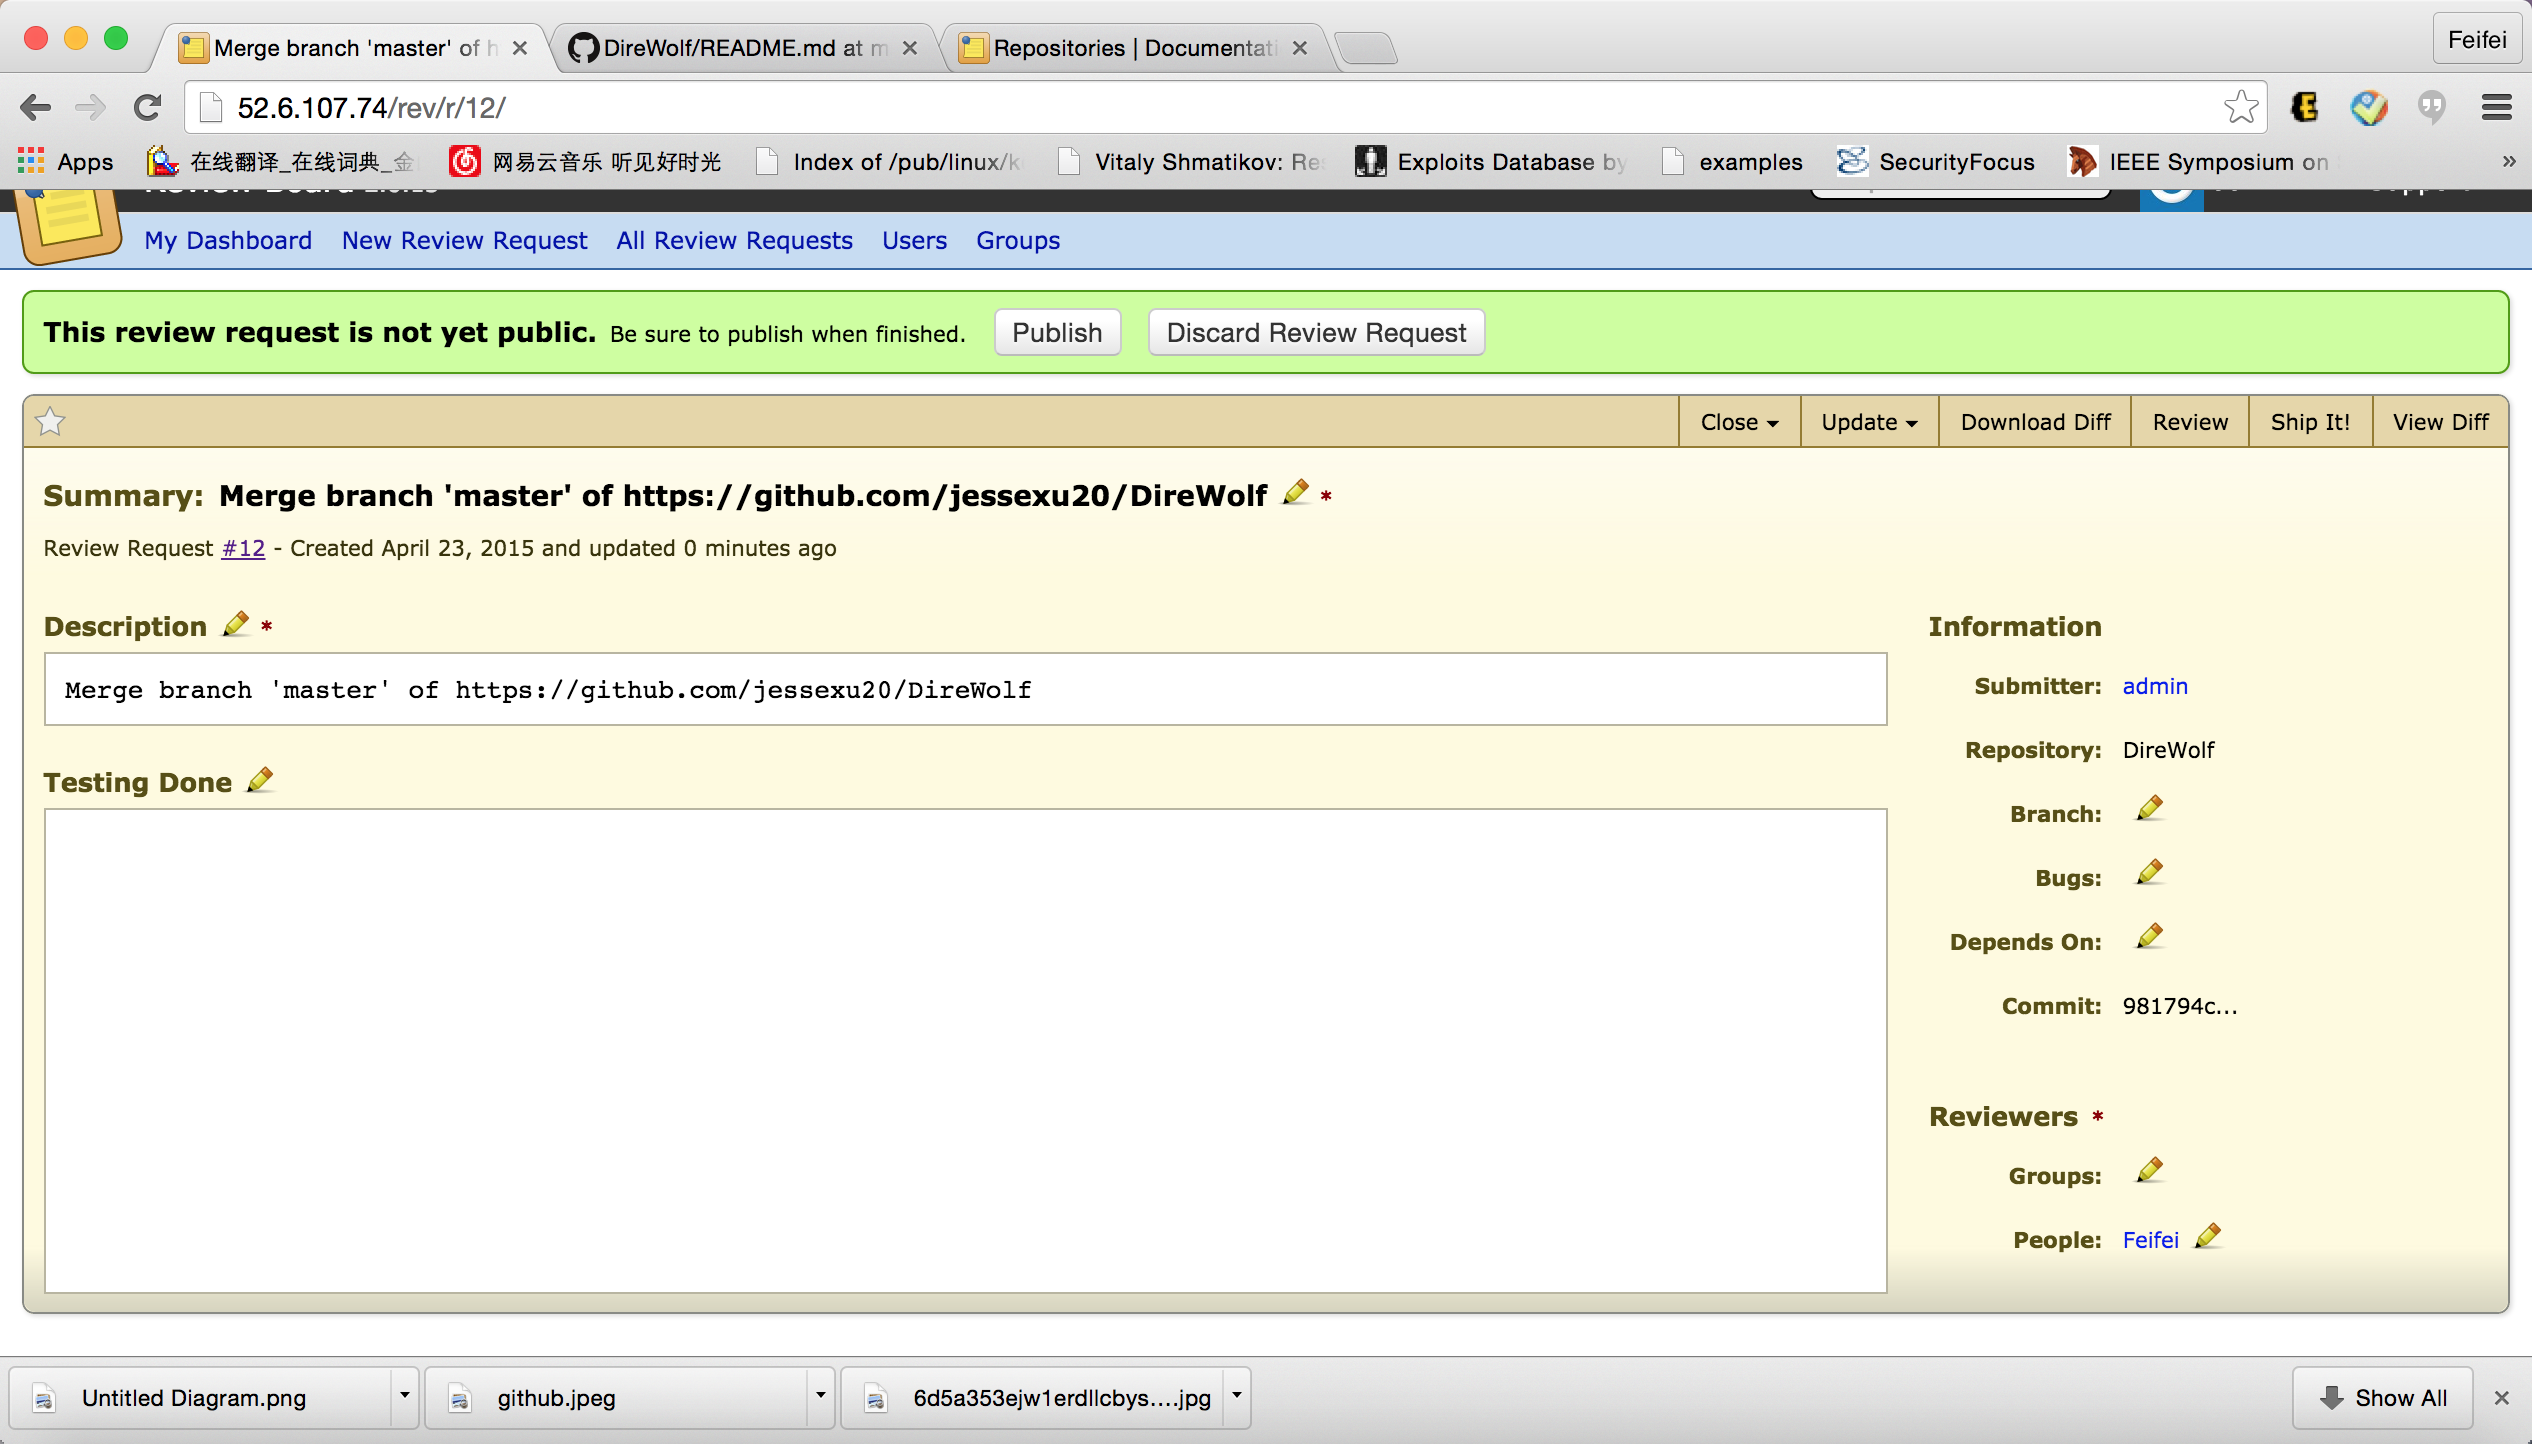 Merge branch 'master' of h
DireWolf/README.md at m
Repositories | Documentati
Feifei
52.6.107.74/rev/r/12/
Apps
在线翻译_在线词典_金
网易云音乐 听见好时光
Index of /pub/linux/k
Vitaly Shmatikov: Res
Exploits Database by
examples
SecurityFocus
IEEE Symposium on
»
My Dashboard New Review Request All Review Requests Users Groups
This review request is not yet public. Be sure to publish when finished. Publish Discard Review Request
Close Update Download Diff Review Ship It! View Diff
Summary: Merge branch 'master' of https://github.com/jessexu20/DireWolf *
Review Request #12 - Created April 23, 2015 and updated 0 minutes ago
Description *
Merge branch 'master' of https://github.com/jessexu20/DireWolf
Testing Done
Information
Submitter: admin
Repository: DireWolf
Branch:
Bugs:
Depends On:
Commit: 981794c...
Reviewers *
Groups:
People: Feifei
Untitled Diagram.png
github.jpeg
6d5a353ejw1erdllcbys....jpg
Show All